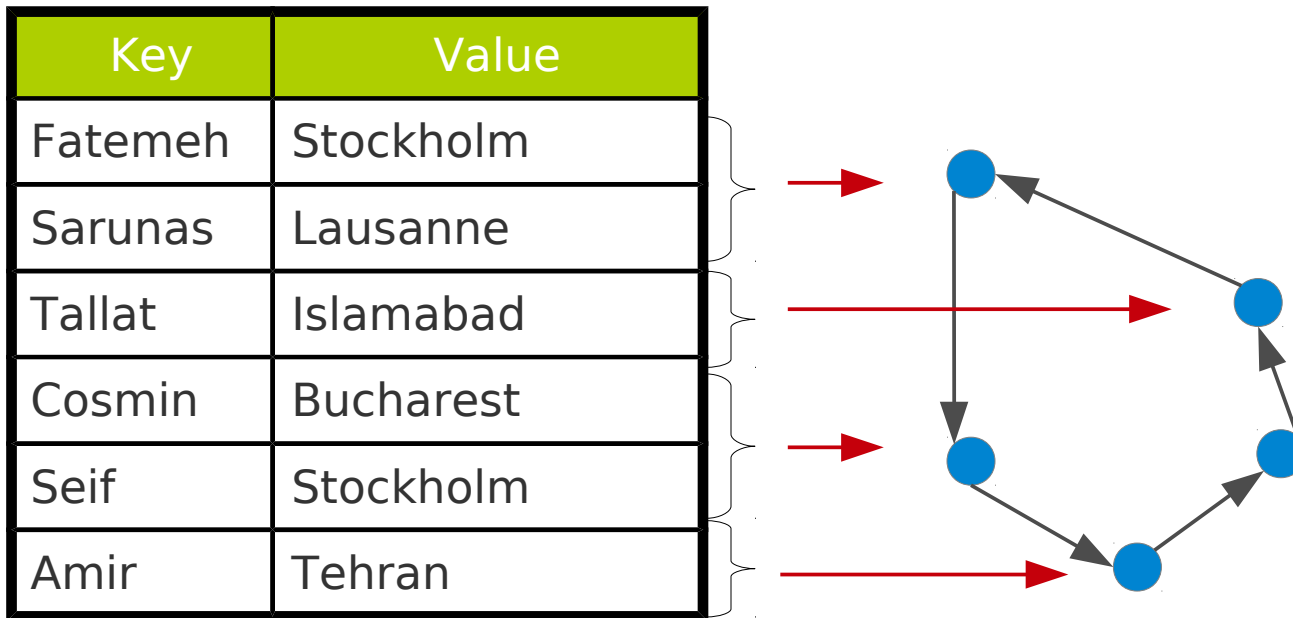 Key Value
Fatemeh Stockholm
Sarunas Lausanne
Tallat Islamabad
Cosmin Bucharest
Seif Stockholm
Amir Tehran